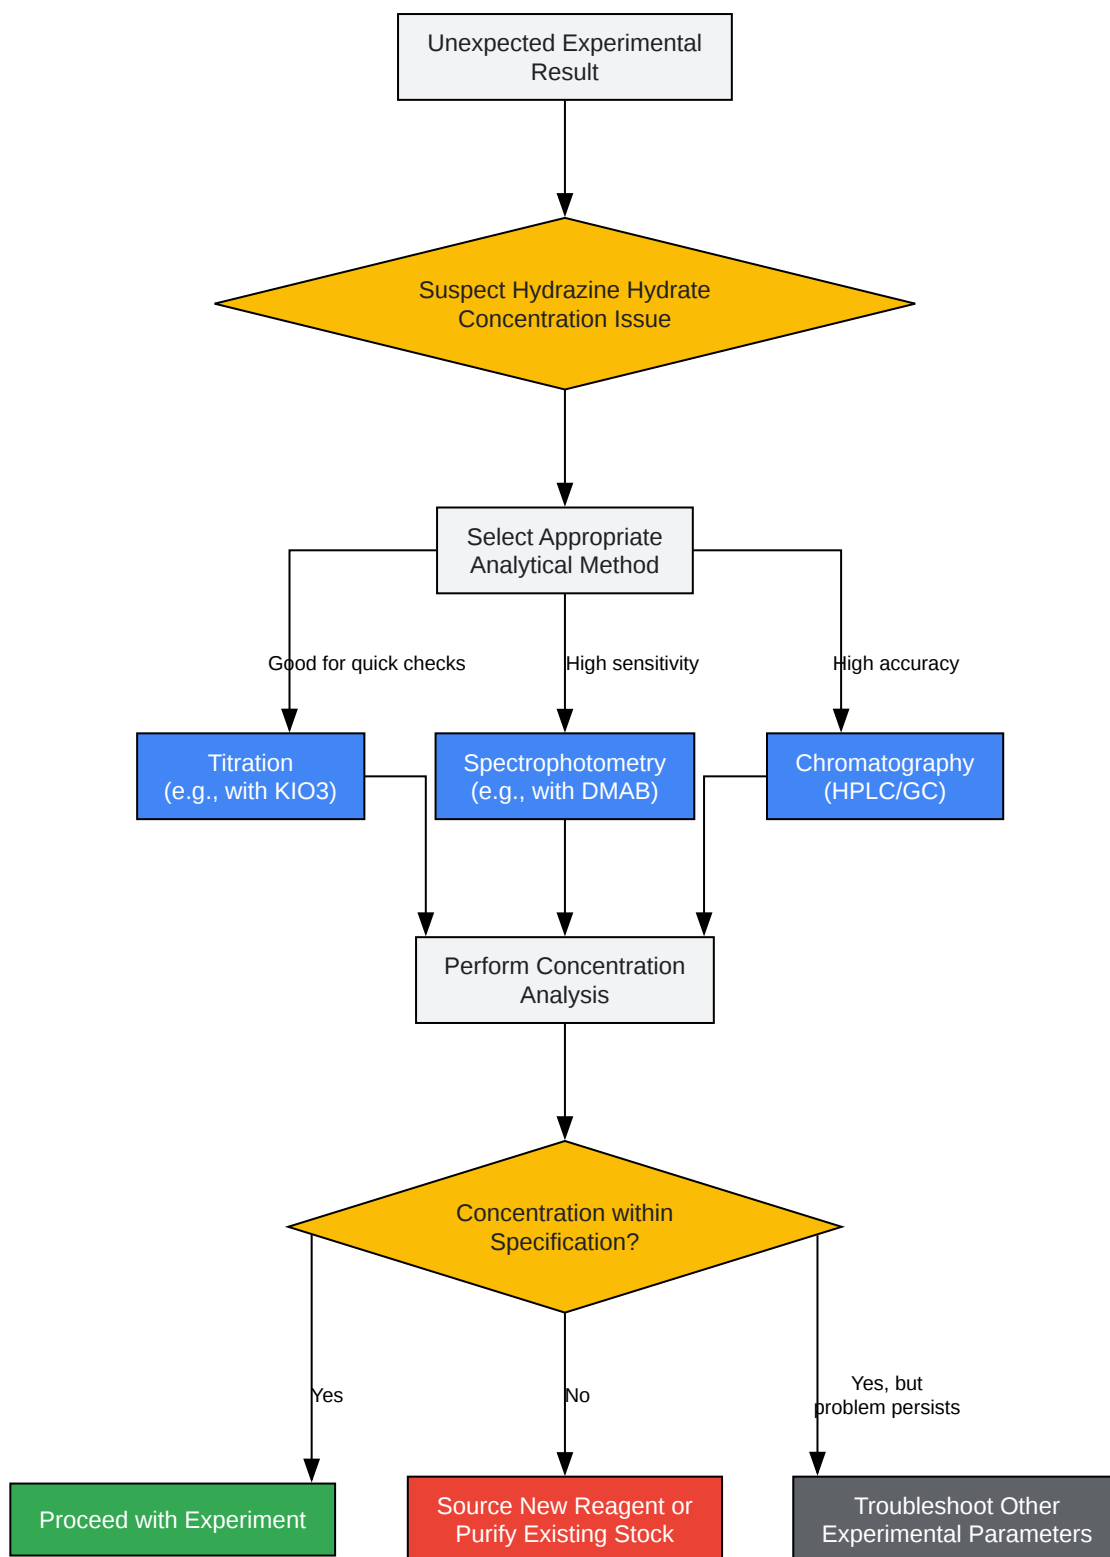 Unexpected Experimental
Result
Suspect Hydrazine Hydrate
Concentration Issue
Select Appropriate
Analytical Method
Good for quick checks
High sensitivity
High accuracy
Titration
(e.g., with KIO3)
Spectrophotometry
(e.g., with DMAB)
Chromatography
(HPLC/GC)
Perform Concentration
Analysis
Concentration within
Specification?
Yes
No
Yes, but
problem persists
Proceed with Experiment
Source New Reagent or
Purify Existing Stock
Troubleshoot Other
Experimental Parameters